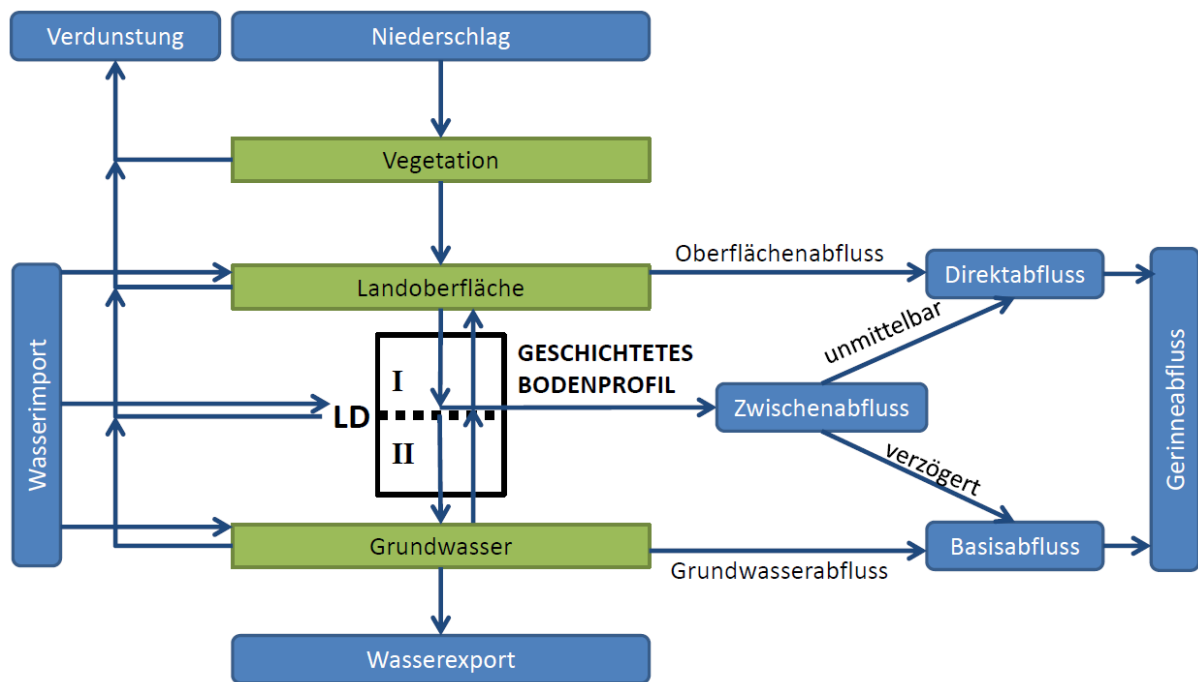 Verdunstung
Niederschlag
Vegetation
Oberflächenabfluss
Landoberfläche
Direktabfluss
unmittelbar
GESCHICHTETES
BODENPROFIL
I
LD
II
Zwischenabfluss
Wasserimport
Gerinneabfluss
verzögert
Grundwasser
Basisabfluss
Grundwasserabfluss
Wasserexport